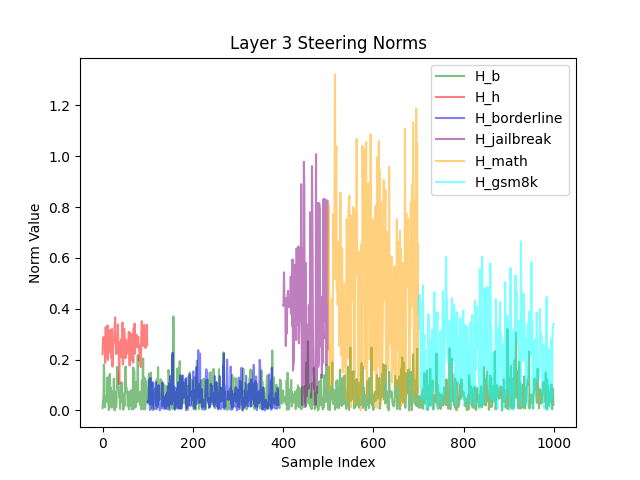 Layer 3 Steering Norms
H_b
H_h
H_borderline
H_jailbreak
H_math
H_gsm8k
Norm Value
1.2
1.0
0.8
0.6
0.4
0.2
0.0
0 200 400 600 800 1000
Sample Index